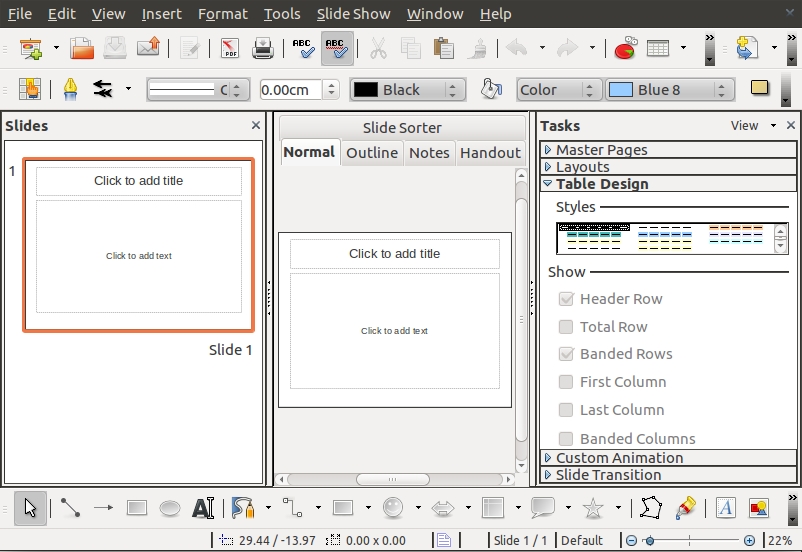 File Edit View Insert Format Tools Slide Show Window Help
PDF ABC ABC
C 0.00cm Black Color Blue 8
Slides
1
Click to add title
Click to add text
Slide 1
Slide Sorter
Normal Outline Notes Handout
Click to add title
Click to add text
Tasks View
Master Pages
Layouts
Table Design
Styles
Show
Header Row
Total Row
Banded Rows
First Column
Last Column
Banded Columns
Custom Animation
Slide Transition
29.44 / -13.97 0.00 x 0.00 Slide 1 / 1 Default 22%